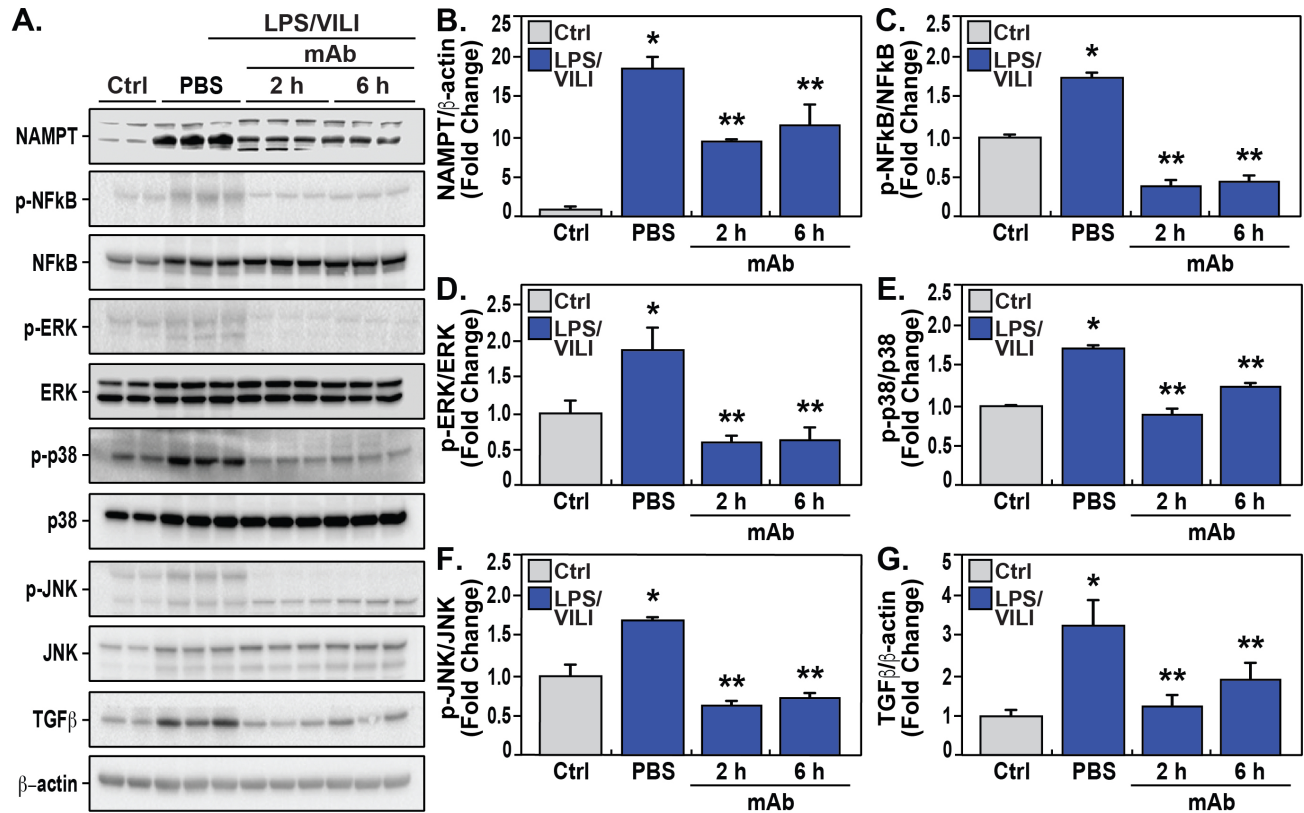 A.
LPS/VILI
mAb
Ctrl PBS 2 h 6 h
NAMPT
p-NFkB
NFkB
p-ERK
ERK
p-p38
p38
p-JNK
JNK
TGFβ
β–actin
B.
NAMPT/β-actin
(Fold Change)
25
20
15
10
5
0
Ctrl
LPS/
VILI
*
**
**
Ctrl PBS 2 h 6 h
mAb
C.
p-NFkB/NFkB
(Fold Change)
2.5
2.0
1.5
1.0
0.5
0
Ctrl
LPS/
VILI
*
**
**
Ctrl PBS 2 h 6 h
mAb
D.
p-ERK/ERK
(Fold Change)
2.5
2.0
1.5
1.0
0.5
0
Ctrl
LPS/
VILI
*
**
**
Ctrl PBS 2 h 6 h
mAb
E.
p-p38/p38
(Fold Change)
2.5
2.0
1.5
1.0
0.5
0
Ctrl
LPS/
VILI
*
**
**
Ctrl PBS 2 h 6 h
mAb
F.
p-JNK/JNK
(Fold Change)
2.5
2.0
1.5
1.0
0.5
0
Ctrl
LPS/
VILI
*
**
**
Ctrl PBS 2 h 6 h
mAb
G.
TGFβ/β-actin
(Fold Change)
5
4
3
2
1
0
Ctrl
LPS/
VILI
*
**
**
Ctrl PBS 2 h 6 h
mAb